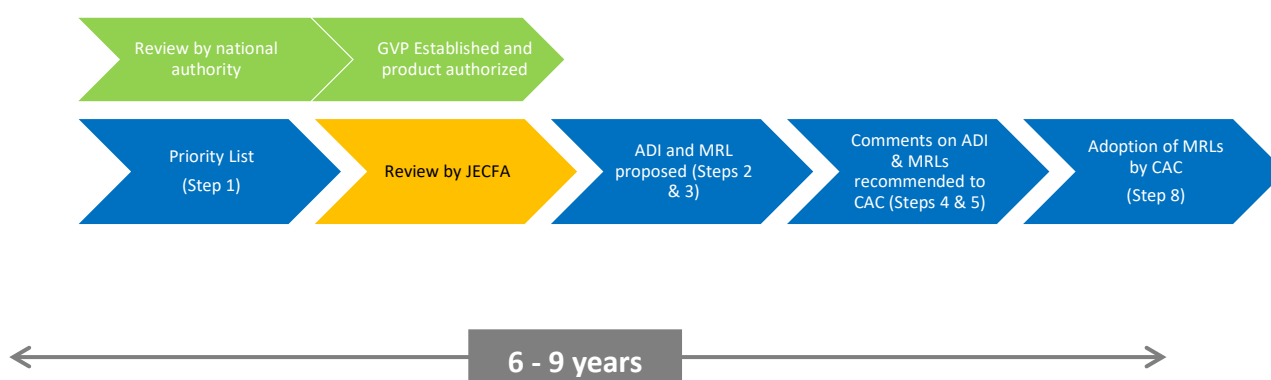 Review by national
authority
GVP Established and
product authorized
Priority List
(Step 1)
Review by JECFA
ADI and MRL
proposed (Steps 2
& 3)
Comments on ADI
& MRLs
recommended to
CAC (Steps 4 & 5)
Adoption of MRLs
by CAC
(Step 8)
6 - 9 years